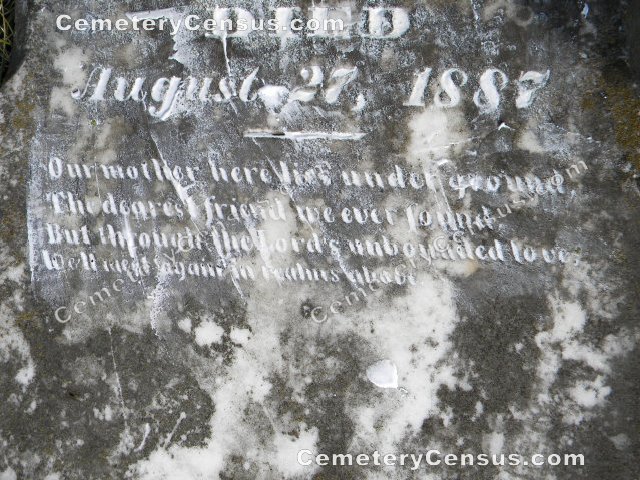 CemeteryCensus.com
DIED
August 27, 1887
Our mother here lies under ground,
The dearest friend we ever found
But through the Lord's unbounded love,
We'll meet again in realms above.
CemeteryCensus.com